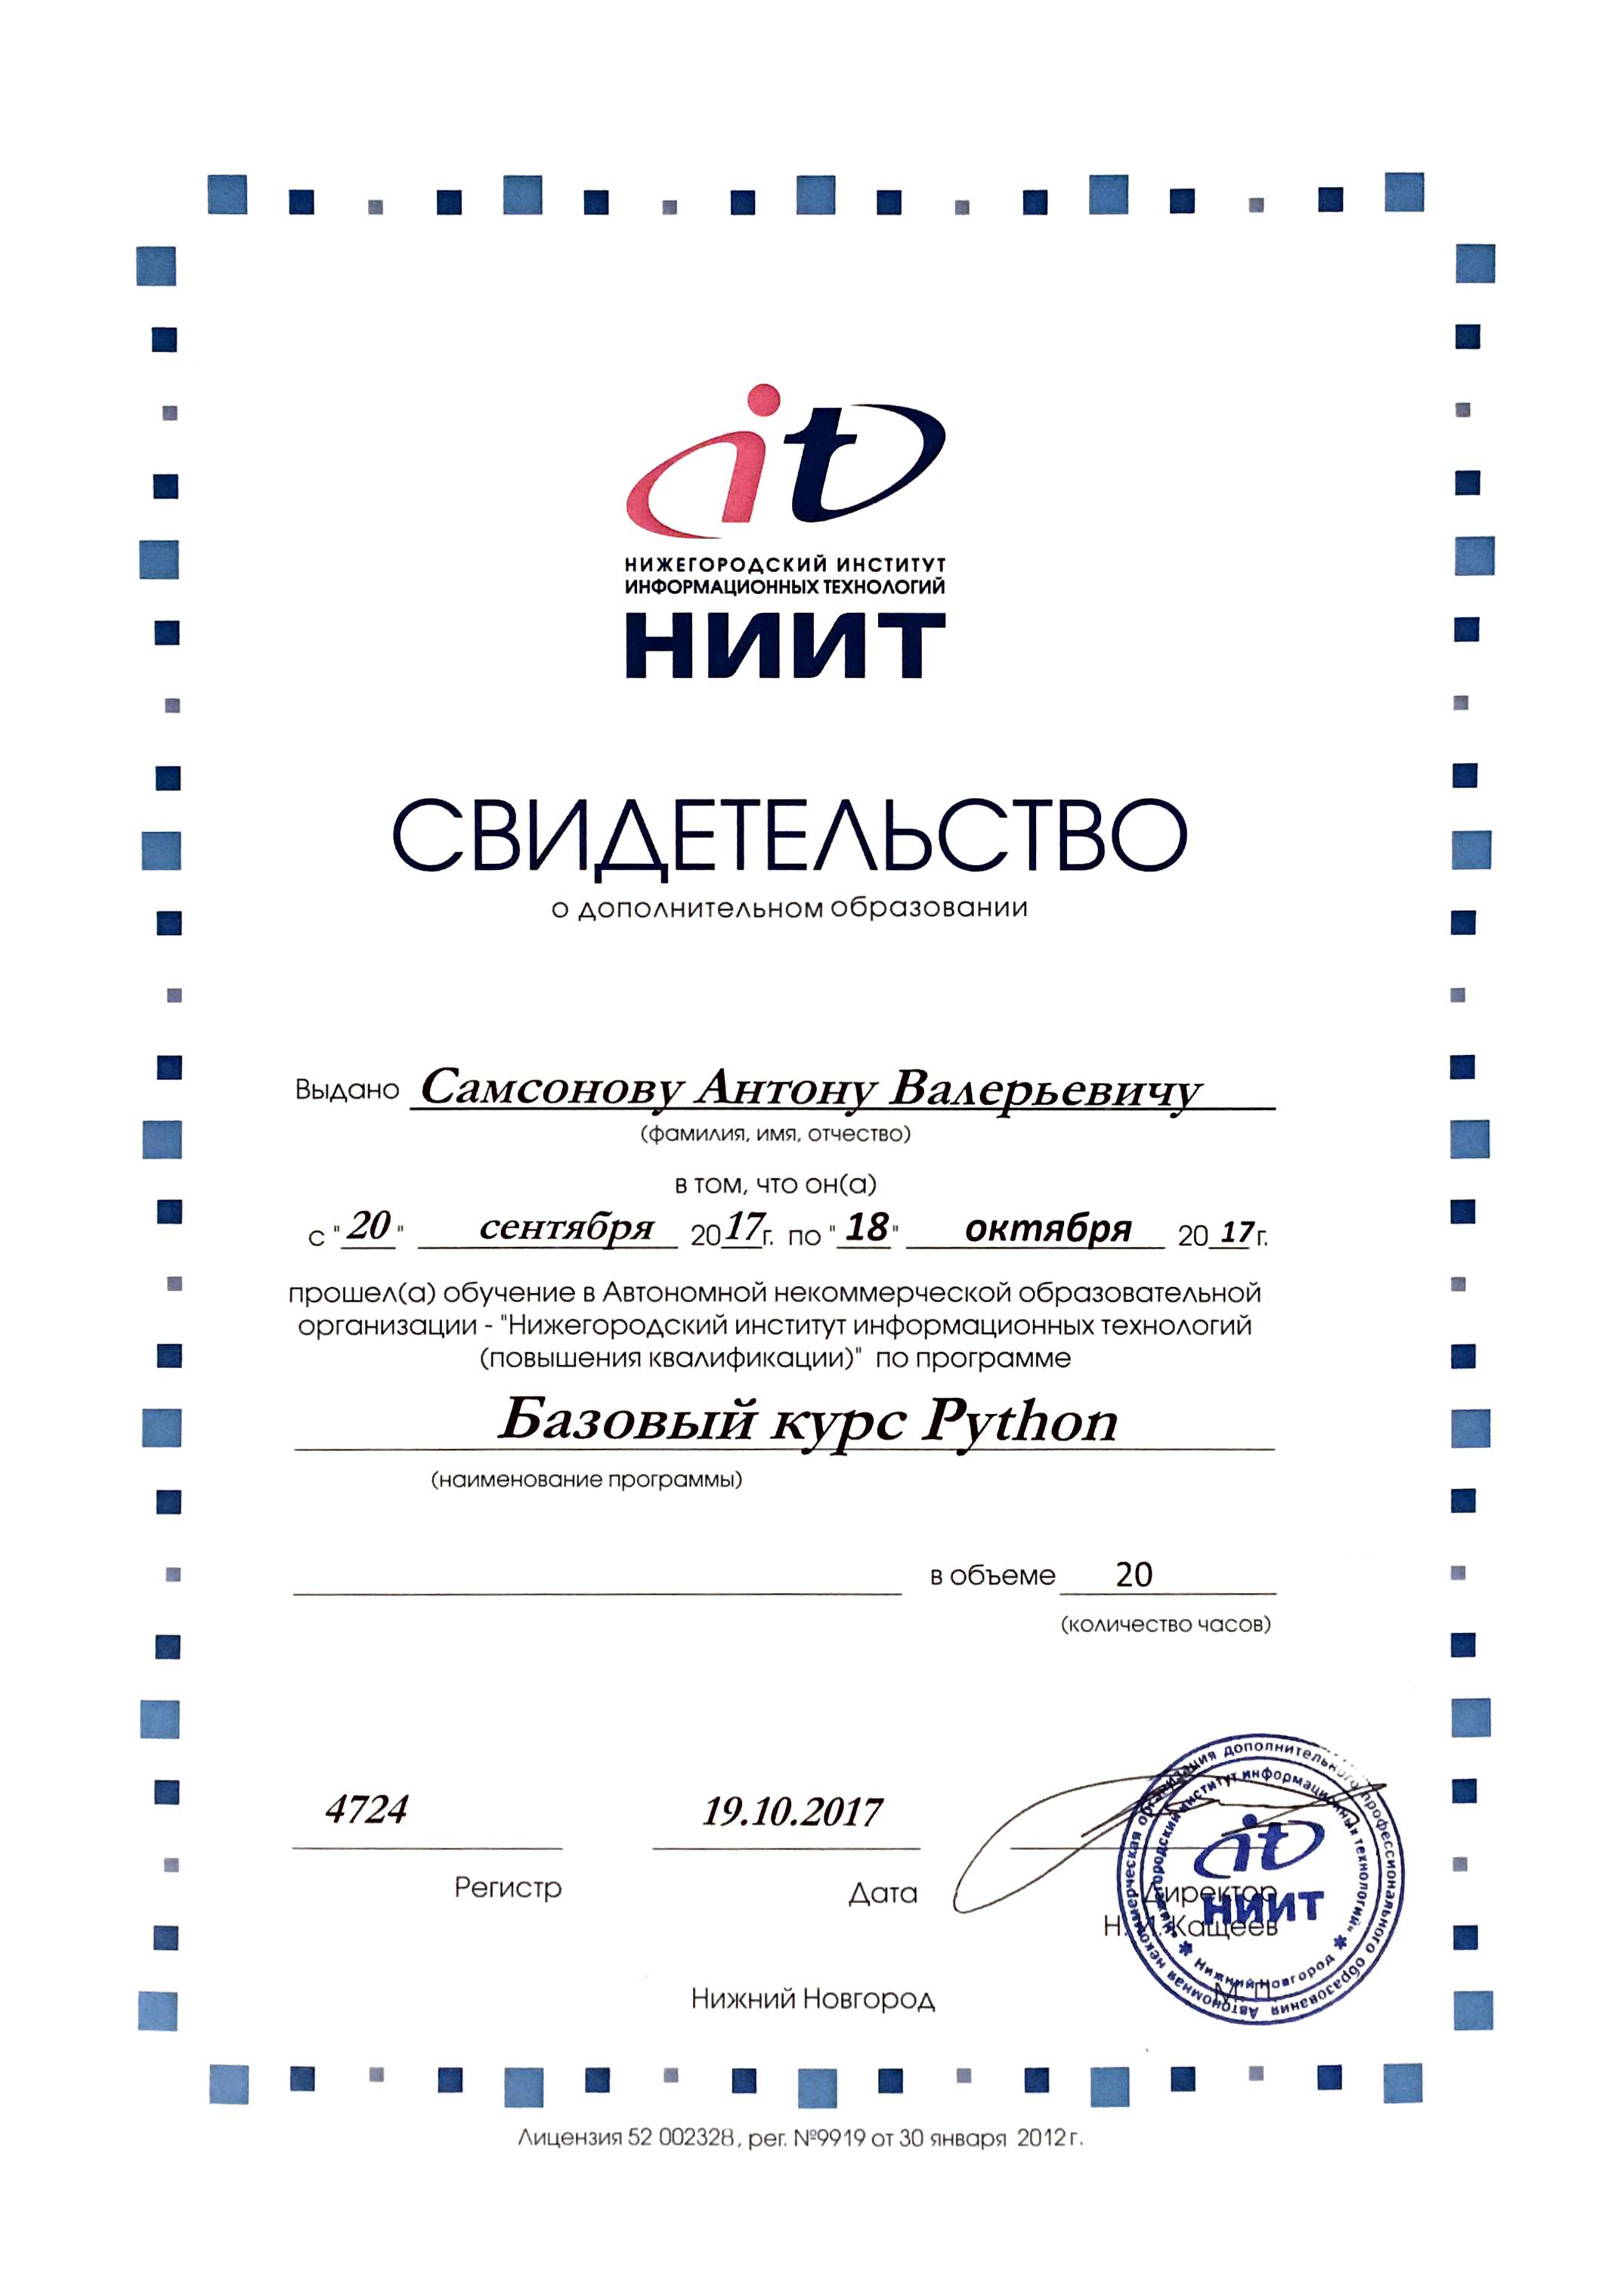 it
НИЖЕГОРОДСКИЙ ИНСТИТУТ
ИНФОРМАЦИОННЫХ ТЕХНОЛОГИЙ
НИИТ
СВИДЕТЕЛЬСТВО
о дополнительном образовании
Выдано Самсонову Антону Валерьевичу
(фамилия, имя, отчество)
в том, что он(а)
с "20" сентября 2017г. по "18" октября 2017г.
прошел(а) обучение в Автономной некоммерческой образовательной
организации - "Нижегородский институт информационных технологий
(повышения квалификации)" по программе
Базовый курс Python
(наименование программы)
в объеме 20
(количество часов)
4724 19.10.2017
Регистр Дата Директор
Н. И. Кащеев
М. П.
Нижний Новгород
Автономная некоммерческая организация дополнительного профессионального образования
«Нижегородский институт информационных технологий»
Нижний Новгород
it
НИИТ
Лицензия 52 002328, рег. №9919 от 30 января 2012 г.